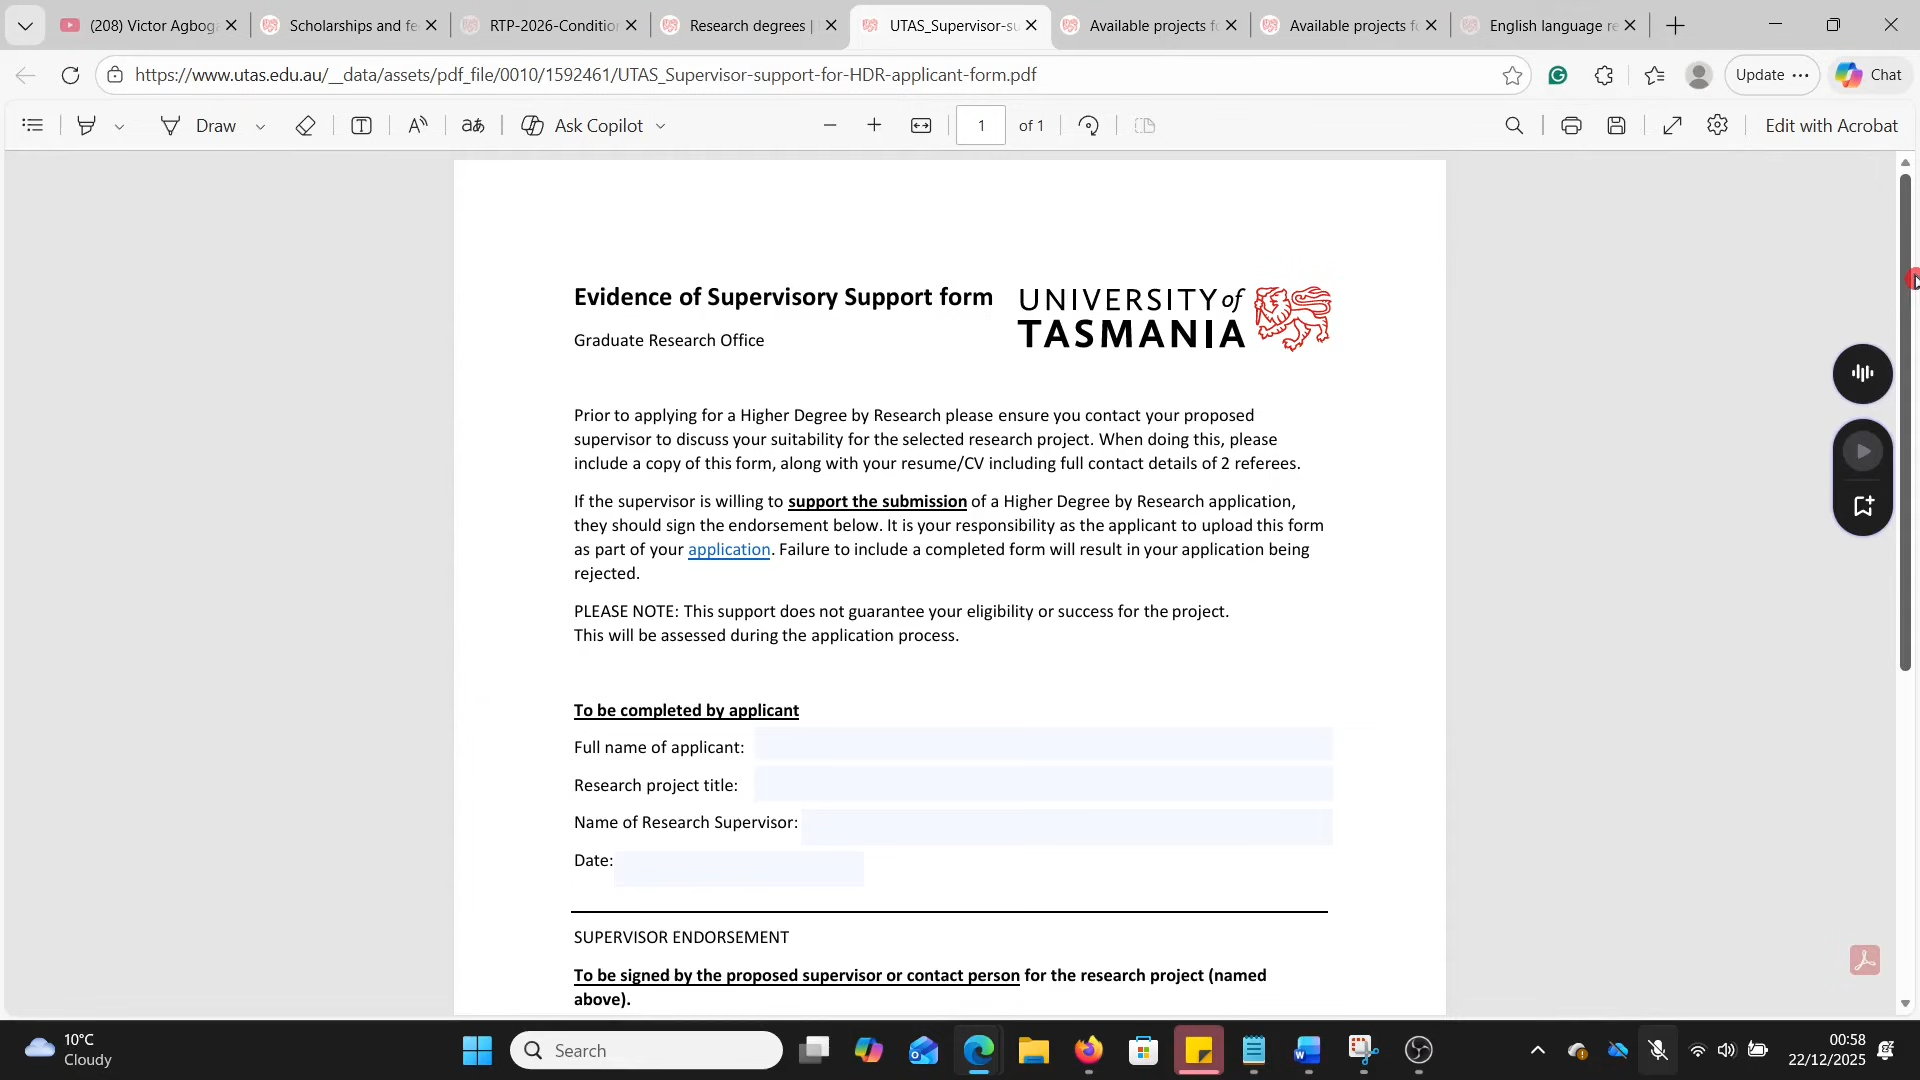 (208) Victor Agboga
Scholarships and fe
RTP-2026-Condition
Research degrees |
UTAS_Supervisor-su
Available projects fo
Available projects fo
English language re
https://www.utas.edu.au/__data/assets/pdf_file/0010/1592461/UTAS_Supervisor-support-for-HDR-applicant-form.pdf
Update
Chat
Draw
aあ
Ask Copilot
1 of 1
Edit with Acrobat
Evidence of Supervisory Support form
Graduate Research Office
UNIVERSITY of
TASMANIA
Prior to applying for a Higher Degree by Research please ensure you contact your proposed
supervisor to discuss your suitability for the selected research project. When doing this, please
include a copy of this form, along with your resume/CV including full contact details of 2 referees.
If the supervisor is willing to support the submission of a Higher Degree by Research application,
they should sign the endorsement below. It is your responsibility as the applicant to upload this form
as part of your application. Failure to include a completed form will result in your application being
rejected.
PLEASE NOTE: This support does not guarantee your eligibility or success for the project.
This will be assessed during the application process.
To be completed by applicant
Full name of applicant:
Research project title:
Name of Research Supervisor:
Date:
SUPERVISOR ENDORSEMENT
To be signed by the proposed supervisor or contact person for the research project (named
above).
10°C
Cloudy
Search
00:58
22/12/2025